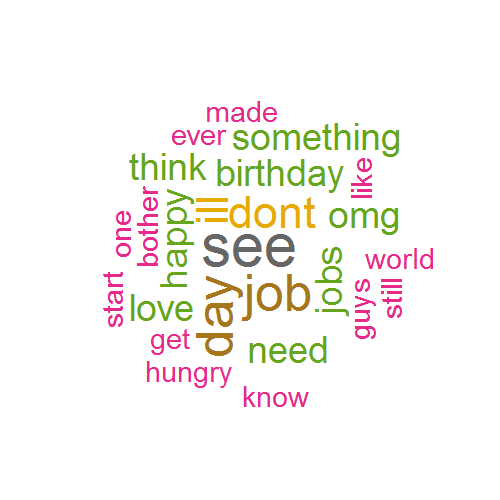 made
ever
something
think
birthday
like
one
bother
happy
ill
dont
omg
see
world
start
love
day
job
jobs
guys
still
get
need
hungry
know